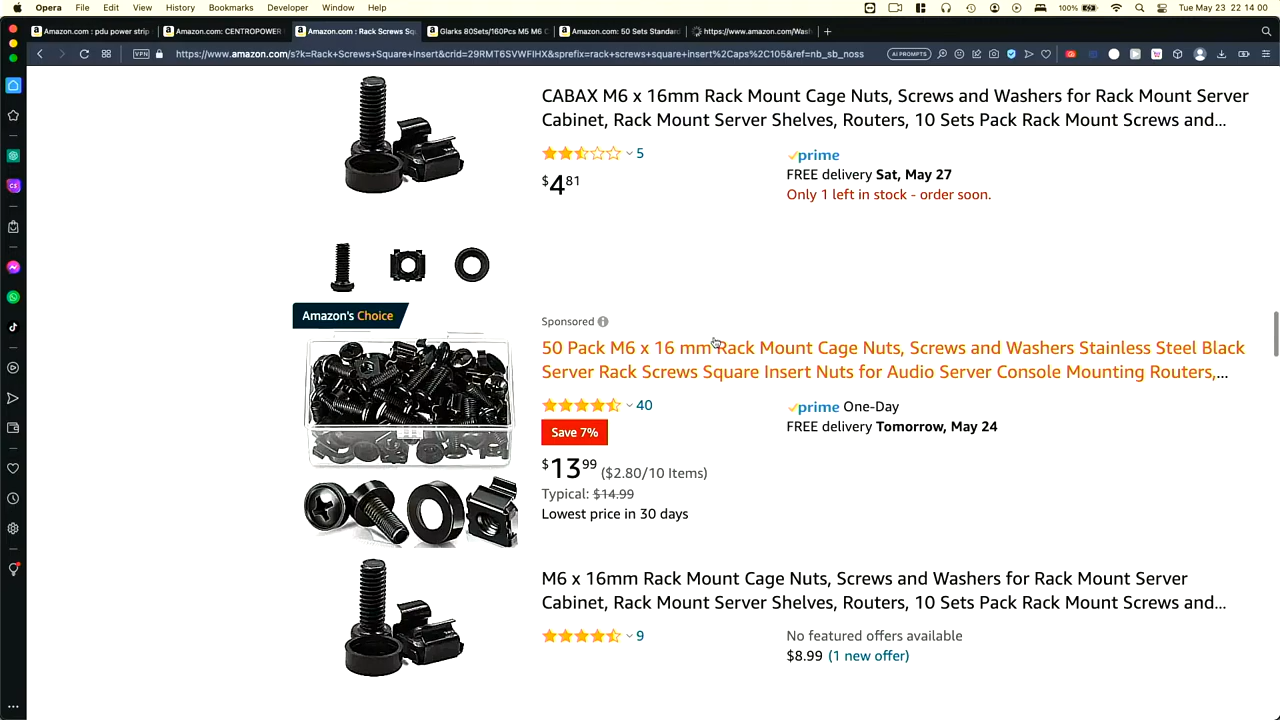 Opera File Edit View History Bookmarks Developer Window Help 100% Tue May 23 22 14 00
Amazon.com : pdu power strip
Amazon.com: CENTROPOWER
Amazon.com : Rack Screws Squ
Glarks 80Sets/160Pcs M5 M6 C
Amazon.com: 50 Sets Standard
https://www.amazon.com/Wash
VPN https://www.amazon.com/s?k=Rack+Screws+Square+Insert&crid=29RMT6SVWFIHX&sprefix=rack+screws+square+insert%2Caps%2C105&ref=nb_sb_noss AI PROMPTS
CABAX M6 x 16mm Rack Mount Cage Nuts, Screws and Washers for Rack Mount Server
Cabinet, Rack Mount Server Shelves, Routers, 10 Sets Pack Rack Mount Screws and...
5
$4.81
prime
FREE delivery Sat, May 27
Only 1 left in stock - order soon.
Amazon's Choice
Sponsored
50 Pack M6 x 16 mm Rack Mount Cage Nuts, Screws and Washers Stainless Steel Black
Server Rack Screws Square Insert Nuts for Audio Server Console Mounting Routers,...
40
Save 7%
$13.99 ($2.80/10 Items)
Typical: $14.99
Lowest price in 30 days
prime One-Day
FREE delivery Tomorrow, May 24
M6 x 16mm Rack Mount Cage Nuts, Screws and Washers for Rack Mount Server
Cabinet, Rack Mount Server Shelves, Routers, 10 Sets Pack Rack Mount Screws and...
9
No featured offers available
$8.99 (1 new offer)